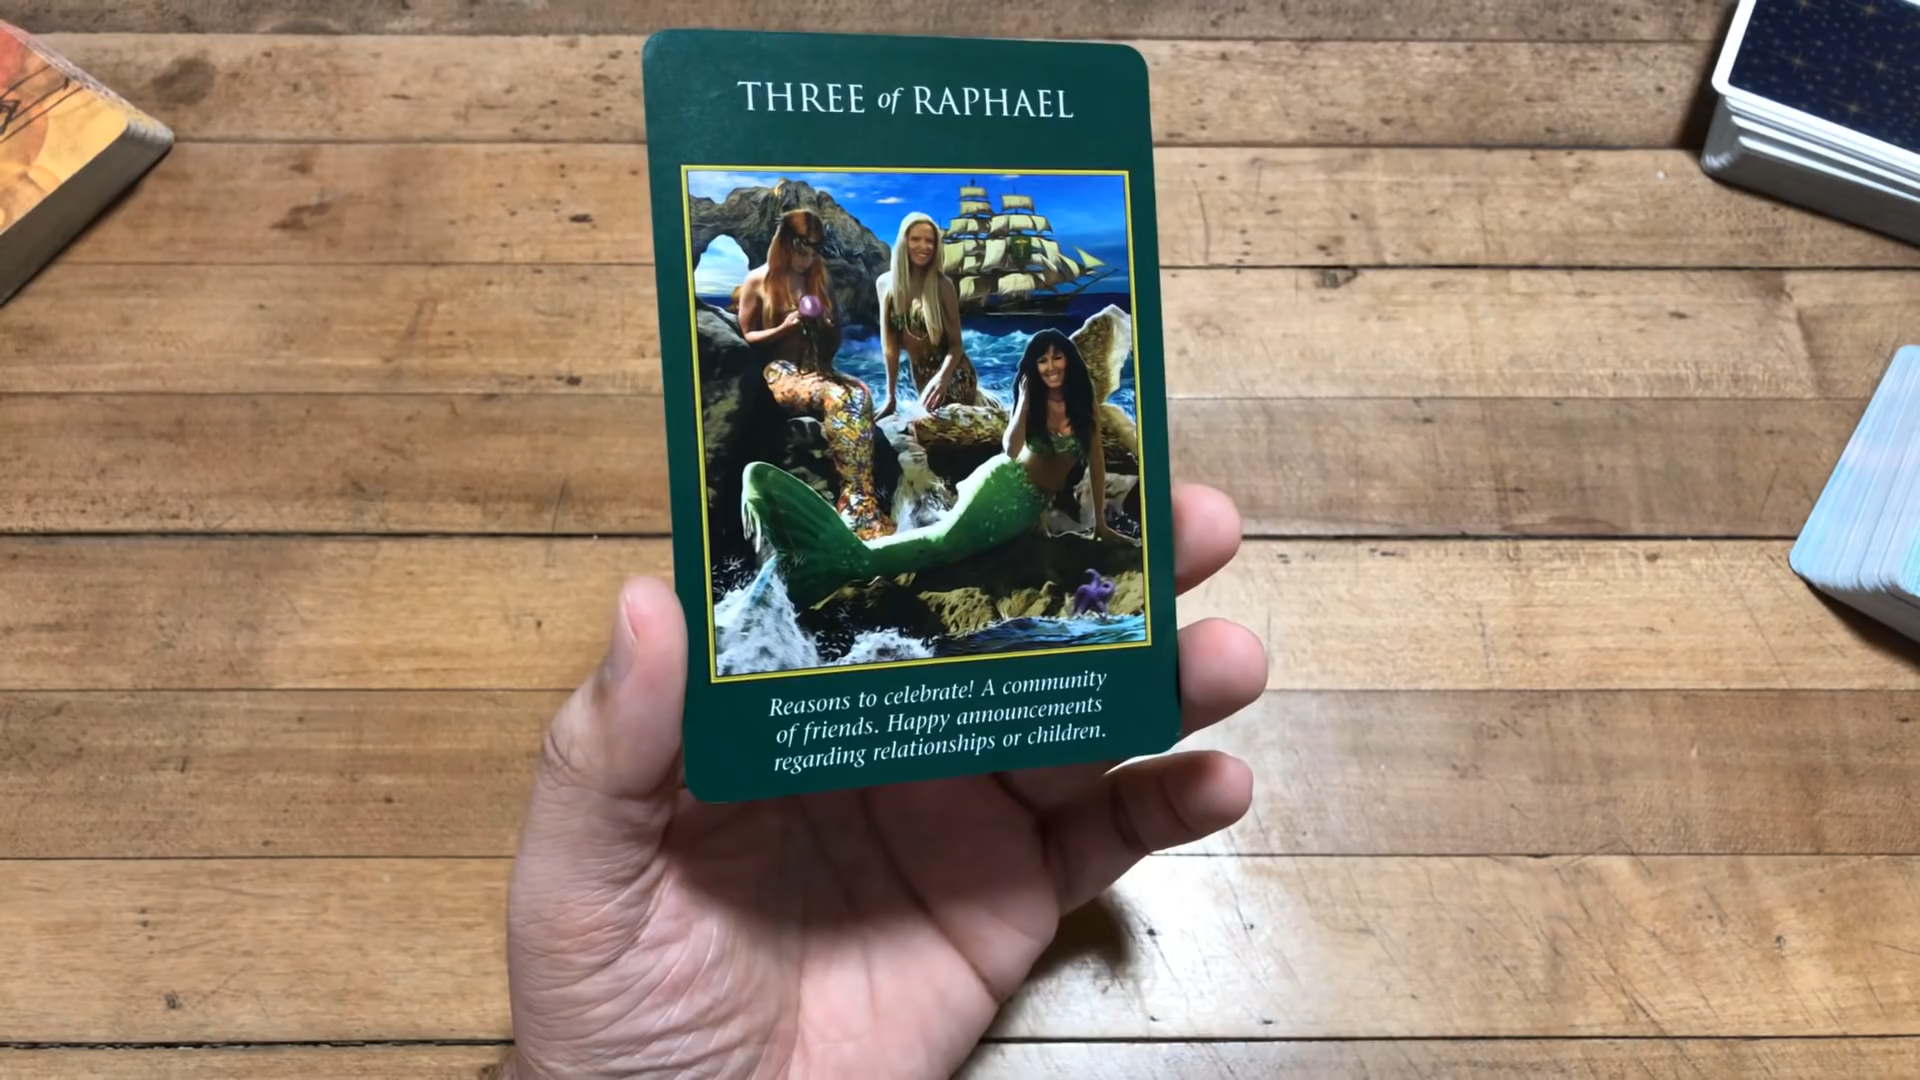 THREE of RAPHAEL
Reasons to celebrate! A community
of friends. Happy announcements
regarding relationships or children.